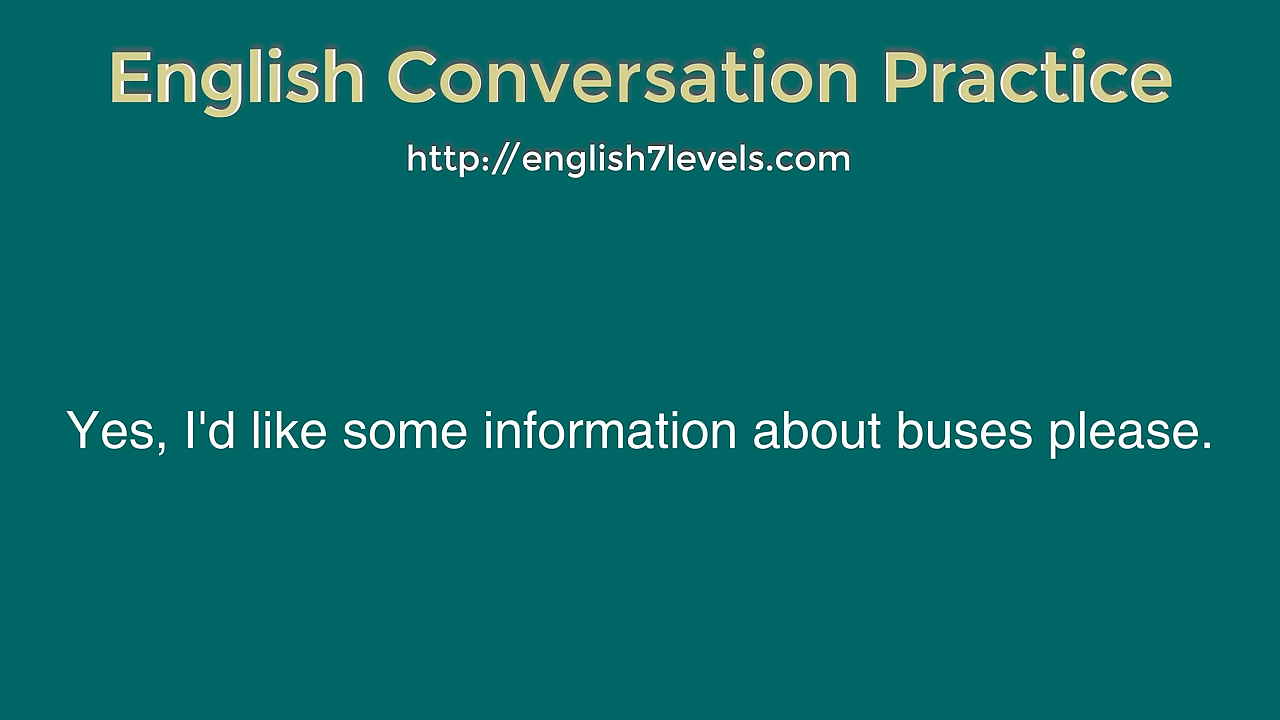 English Conversation Practice
http://english7levels.com
Yes, I'd like some information about buses please.